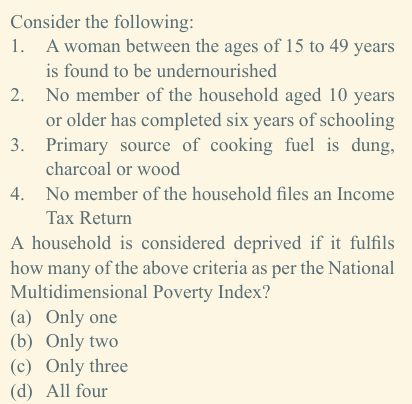 Consider the following:
1. A woman between the ages of 15 to 49 years
is found to be undernourished
2. No member of the household aged 10 years
or older has completed six years of schooling
3. Primary source of cooking fuel is dung,
charcoal or wood
4. No member of the household files an Income
Tax Return
A household is considered deprived if it fulfils
how many of the above criteria as per the National
Multidimensional Poverty Index?
(a) Only one
(b) Only two
(c) Only three
(d) All four